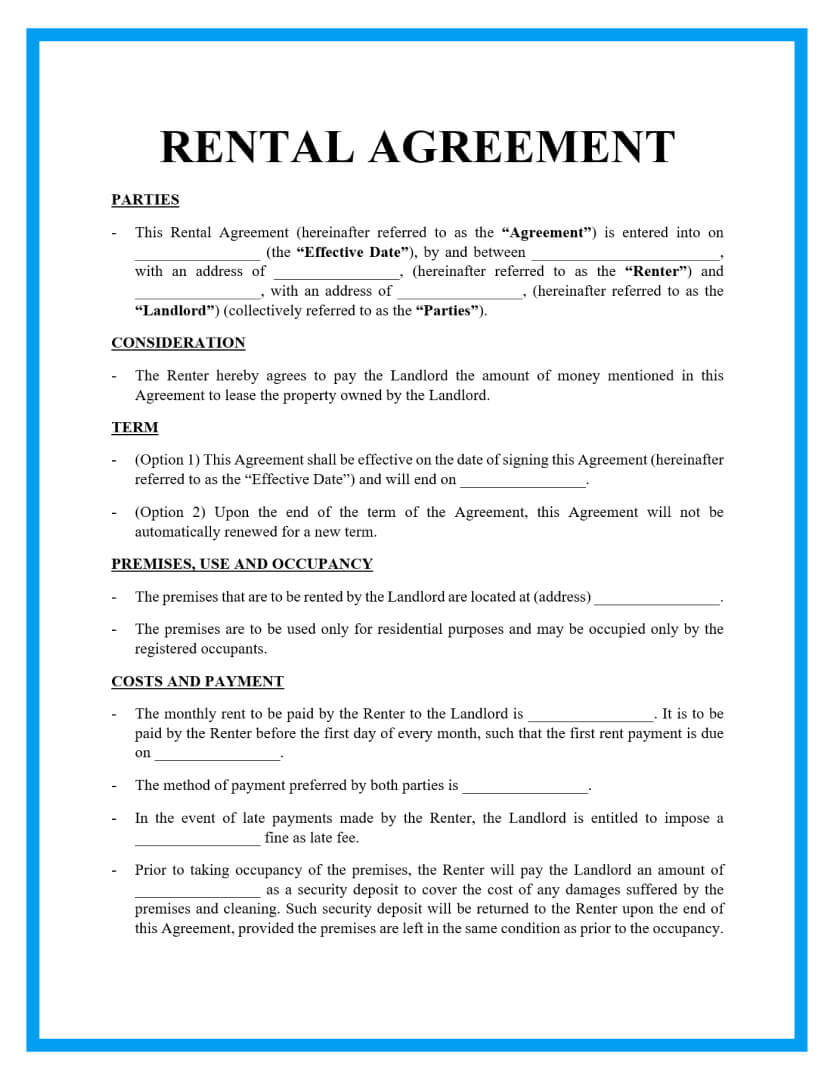 RENTAL AGREEMENT
PARTIES
- This Rental Agreement (hereinafter referred to as the “Agreement”) is entered into on
________________ (the “Effective Date”), by and between ________________________,
with an address of ________________, (hereinafter referred to as the “Renter”) and
________________, with an address of ________________, (hereinafter referred to as the
“Landlord”) (collectively referred to as the “Parties”).
CONSIDERATION
- The Renter hereby agrees to pay the Landlord the amount of money mentioned in this
Agreement to lease the property owned by the Landlord.
TERM
- (Option 1) This Agreement shall be effective on the date of signing this Agreement (hereinafter
referred to as the “Effective Date”) and will end on ________________.
- (Option 2) Upon the end of the term of the Agreement, this Agreement will not be
automatically renewed for a new term.
PREMISES, USE AND OCCUPANCY
- The premises that are to be rented by the Landlord are located at (address) ________________.
- The premises are to be used only for residential purposes and may be occupied only by the
registered occupants.
COSTS AND PAYMENT
- The monthly rent to be paid by the Renter to the Landlord is ________________. It is to be
paid by the Renter before the first day of every month, such that the first rent payment is due
on ________________.
- The method of payment preferred by both parties is ________________.
- In the event of late payments made by the Renter, the Landlord is entitled to impose a
________________ fine as late fee.
- Prior to taking occupancy of the premises, the Renter will pay the Landlord an amount of
________________ as a security deposit to cover the cost of any damages suffered by the
premises and cleaning. Such security deposit will be returned to the Renter upon the end of
this Agreement, provided the premises are left in the same condition as prior to the occupancy.